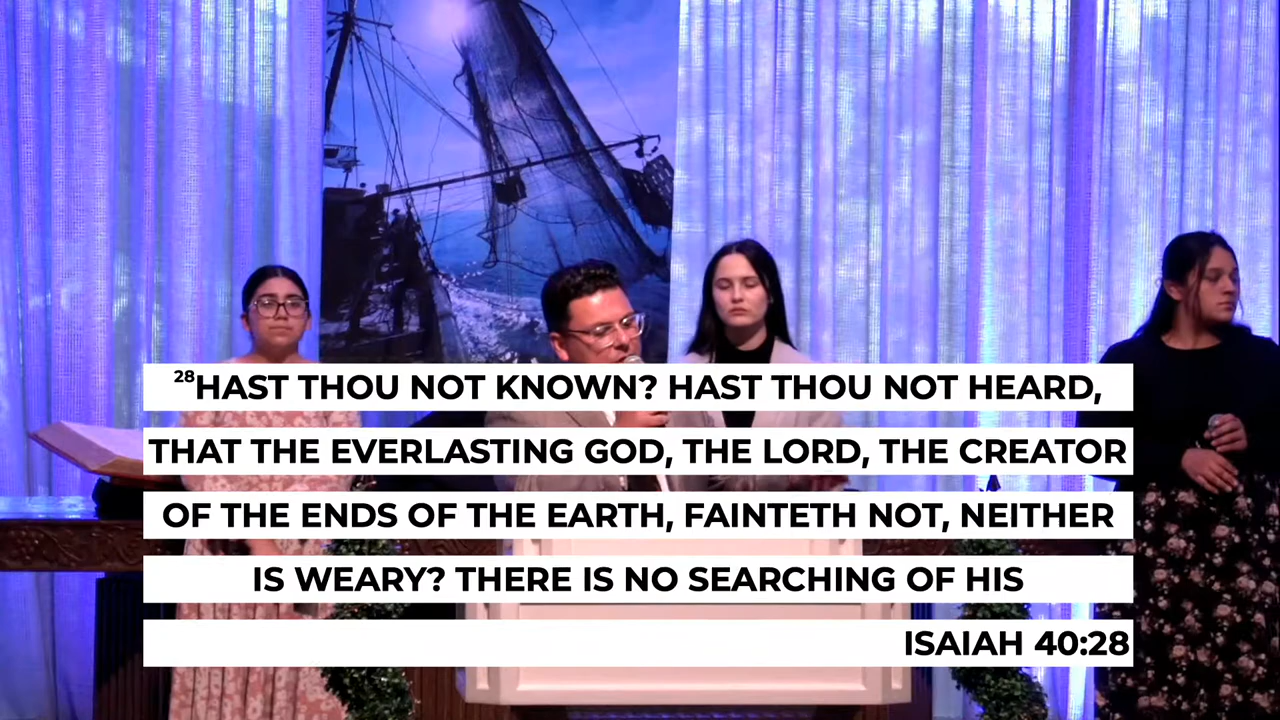 28HAST THOU NOT KNOWN? HAST THOU NOT HEARD,
THAT THE EVERLASTING GOD, THE LORD, THE CREATOR
OF THE ENDS OF THE EARTH, FAINTETH NOT, NEITHER
IS WEARY? THERE IS NO SEARCHING OF HIS
ISAIAH 40:28